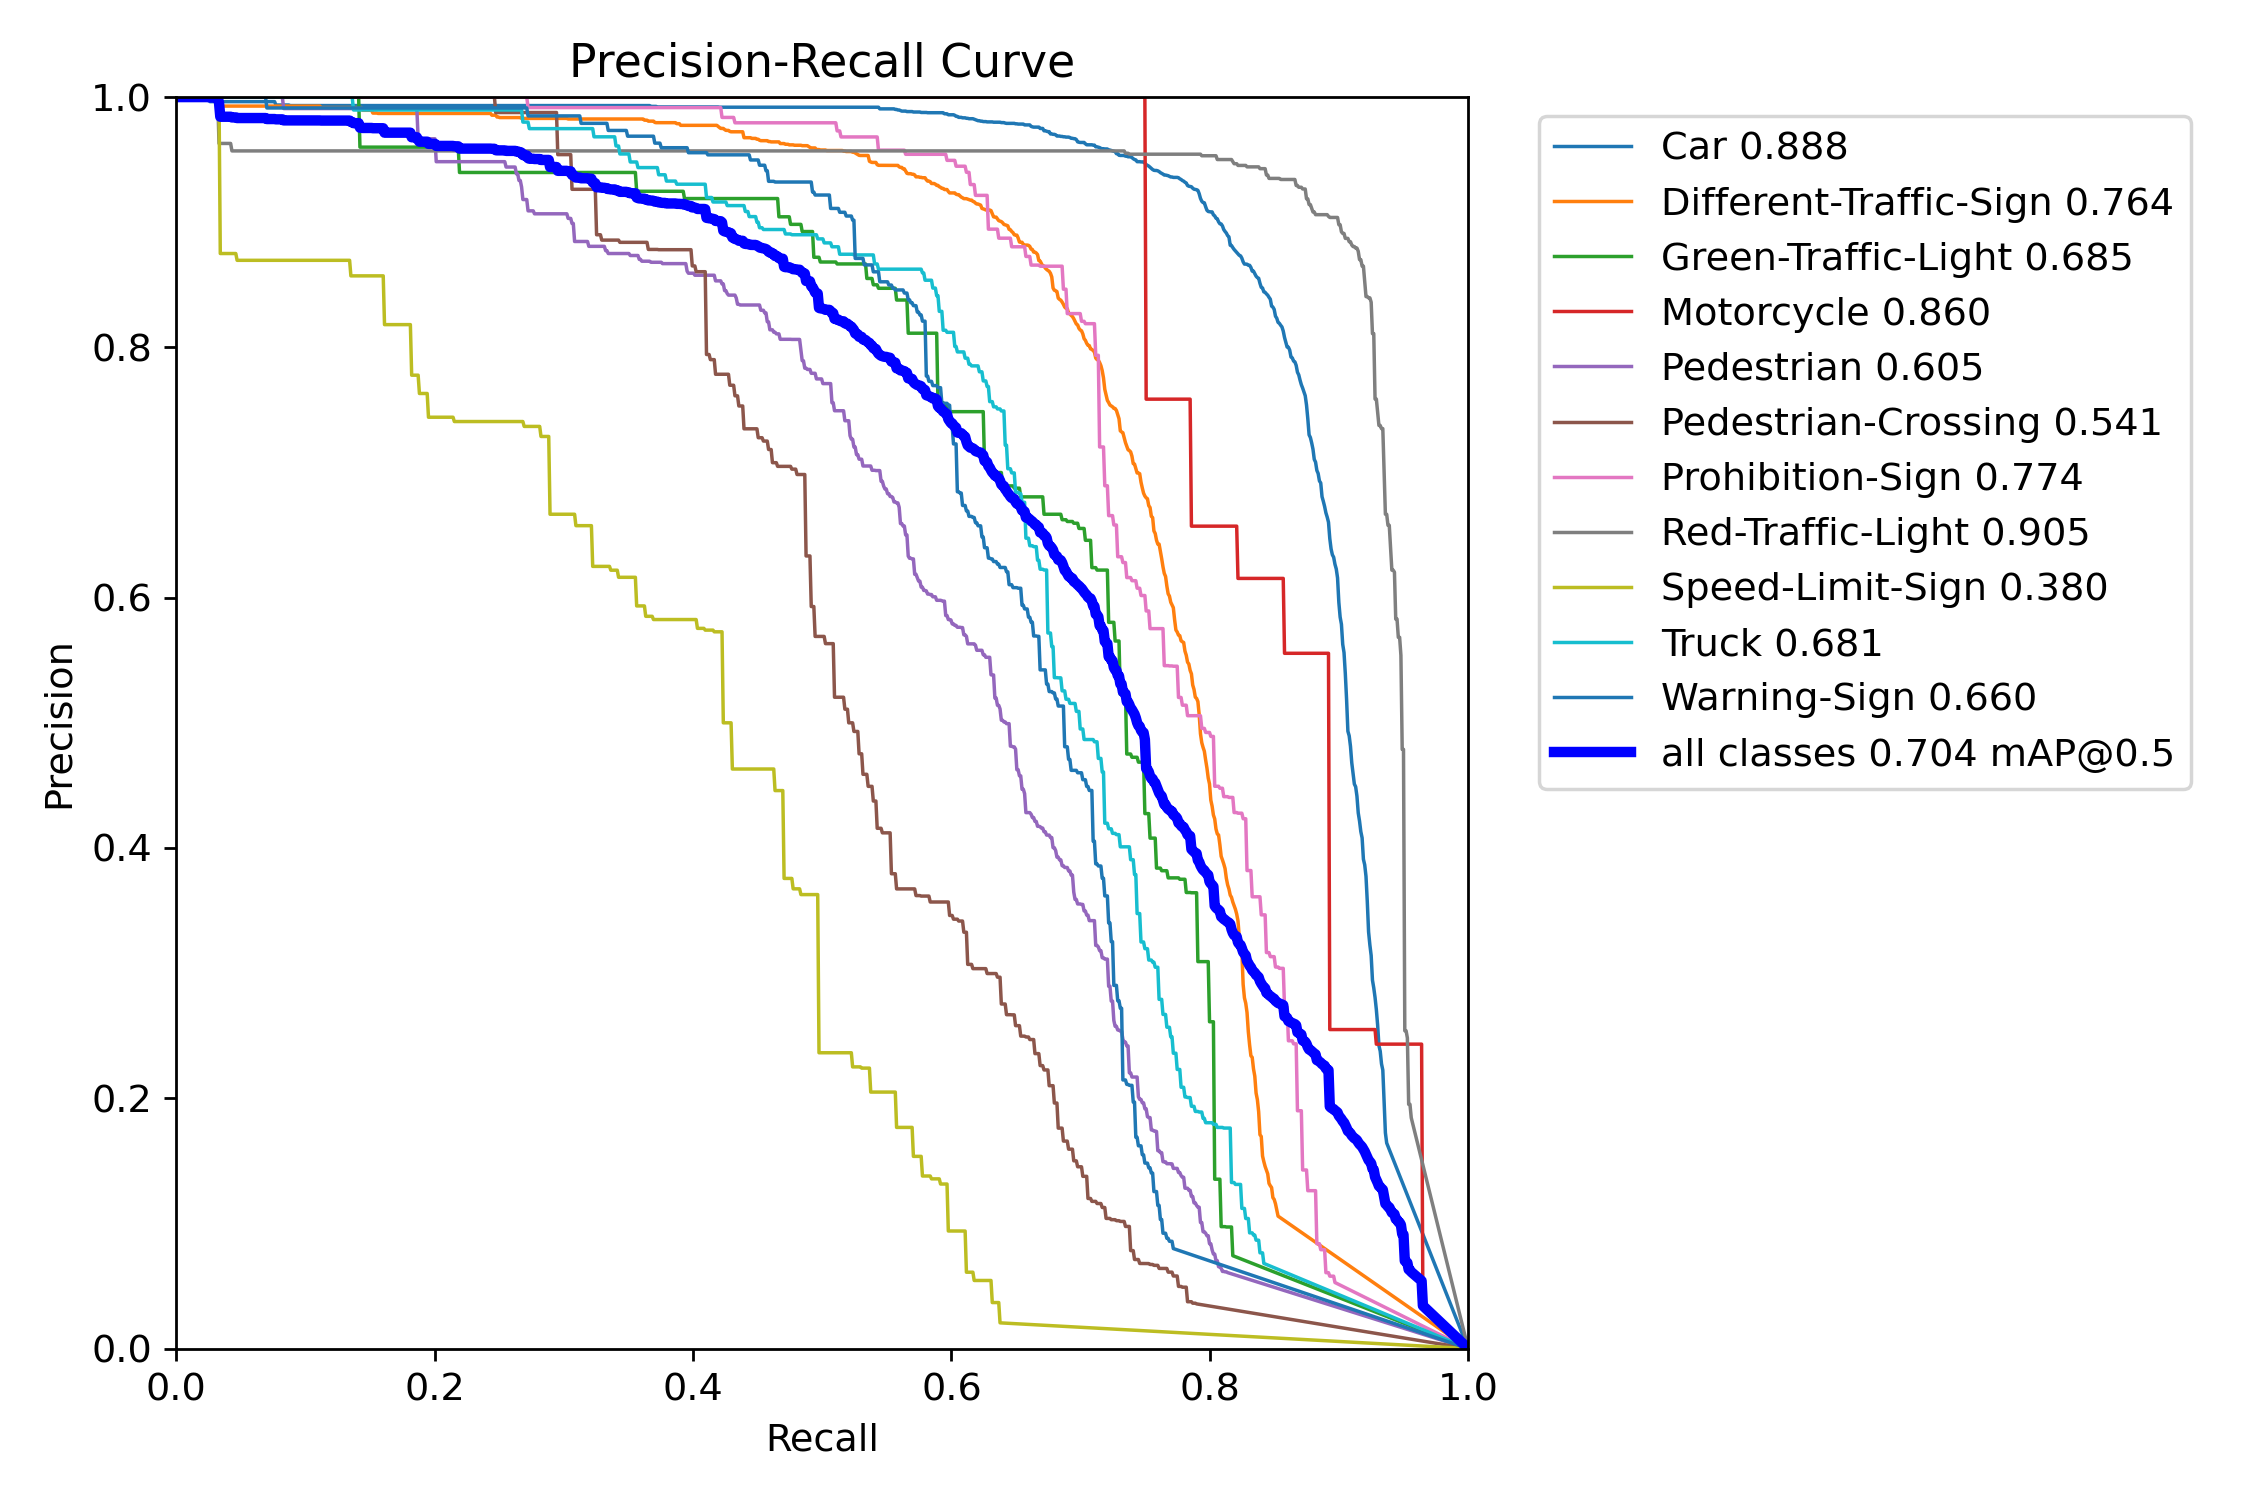 Precision-Recall Curve
1.0
0.8
0.6
0.4
0.2
0.0
Precision
0.0 0.2 0.4 0.6 0.8 1.0
Recall
Car 0.888
Different-Traffic-Sign 0.764
Green-Traffic-Light 0.685
Motorcycle 0.860
Pedestrian 0.605
Pedestrian-Crossing 0.541
Prohibition-Sign 0.774
Red-Traffic-Light 0.905
Speed-Limit-Sign 0.380
Truck 0.681
Warning-Sign 0.660
all classes 0.704 mAP@0.5